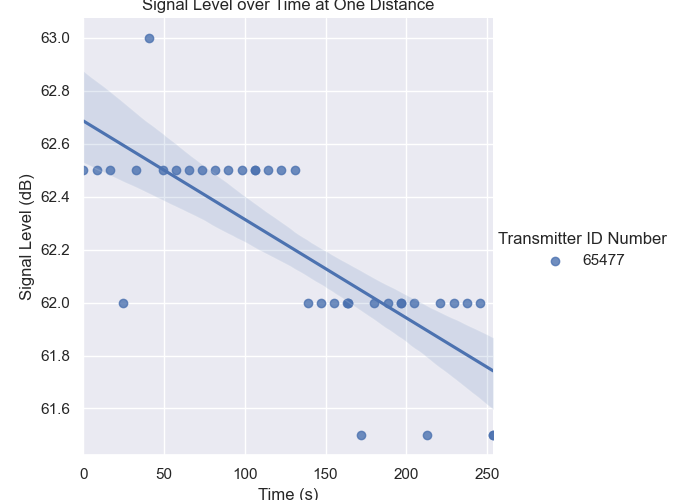 Signal Level over Time at One Distance
63.0
62.8
62.6
62.4
62.2
62.0
61.8
61.6
Signal Level (dB)
0 50 100 150 200 250
Time (s)
Transmitter ID Number
65477